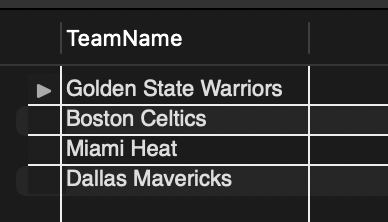 TeamName
Golden State Warriors
Boston Celtics
Miami Heat
Dallas Mavericks